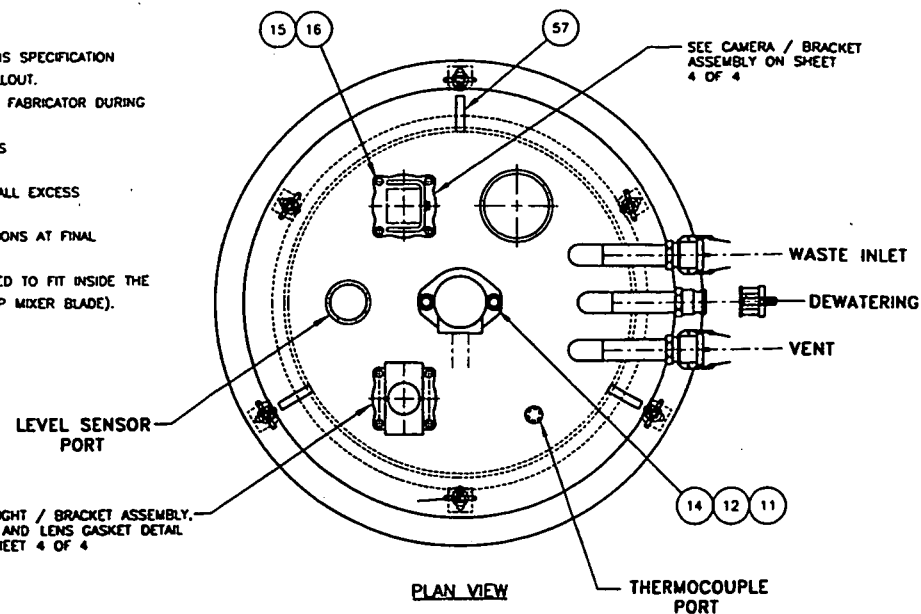 IS SPECIFICATION
LLOUT.
FABRICATOR DURING
S
ALL EXCESS
ONS AT FINAL
ED TO FIT INSIDE THE
P MIXER BLADE).
15 16
57
SEE CAMERA / BRACKET
ASSEMBLY ON SHEET
4 OF 4
WASTE INLET
DEWATERING
VENT
LEVEL SENSOR
PORT
GHT / BRACKET ASSEMBLY,
AND LENS GASKET DETAIL
HEET 4 OF 4
14 12 11
PLAN VIEW
THERMOCOUPLE
PORT